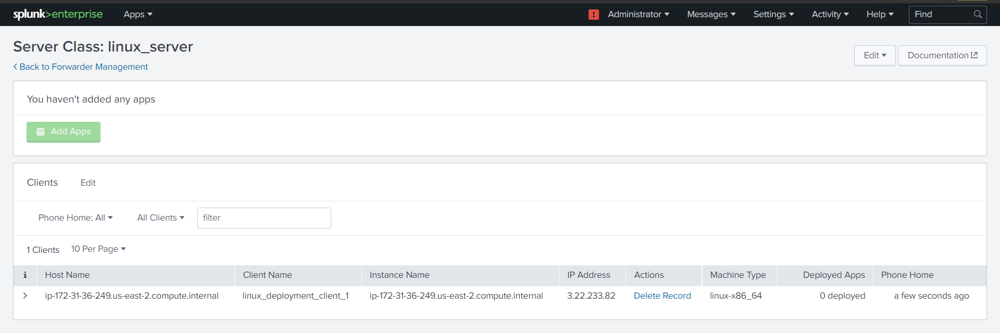 splunk>enterprise Apps Administrator Messages Settings Activity Help Find
Server Class: linux_server
Back to Forwarder Management
Edit Documentation
You haven't added any apps
Add Apps
Clients Edit
Phone Home: All All Clients filter
1 Clients 10 Per Page
i Host Name Client Name Instance Name IP Address Actions Machine Type Deployed Apps Phone Home
ip-172-31-36-249.us-east-2.compute.internal linux_deployment_client_1 ip-172-31-36-249.us-east-2.compute.internal 3.22.233.82 Delete Record linux-x86_64 0 deployed a few seconds ago